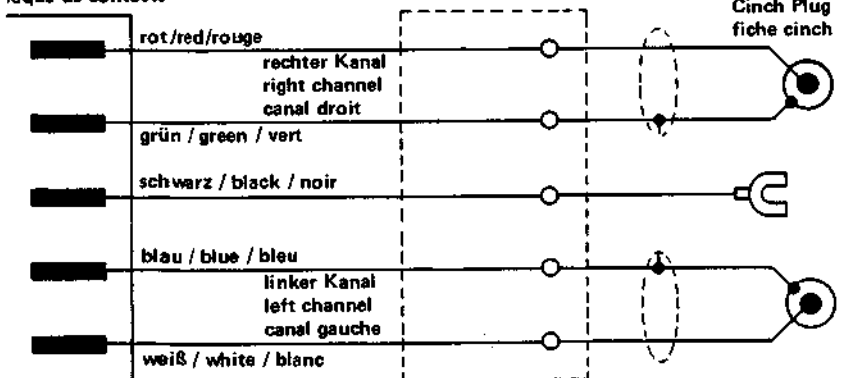 Cinch Plug
fiche cinch
rot/red/rouge
rechter Kanal
right channel
canal droit
grün / green / vert
schwarz / black / noir
blau / blue / bleu
linker Kanal
left channel
canal gauche
weiß / white / blanc